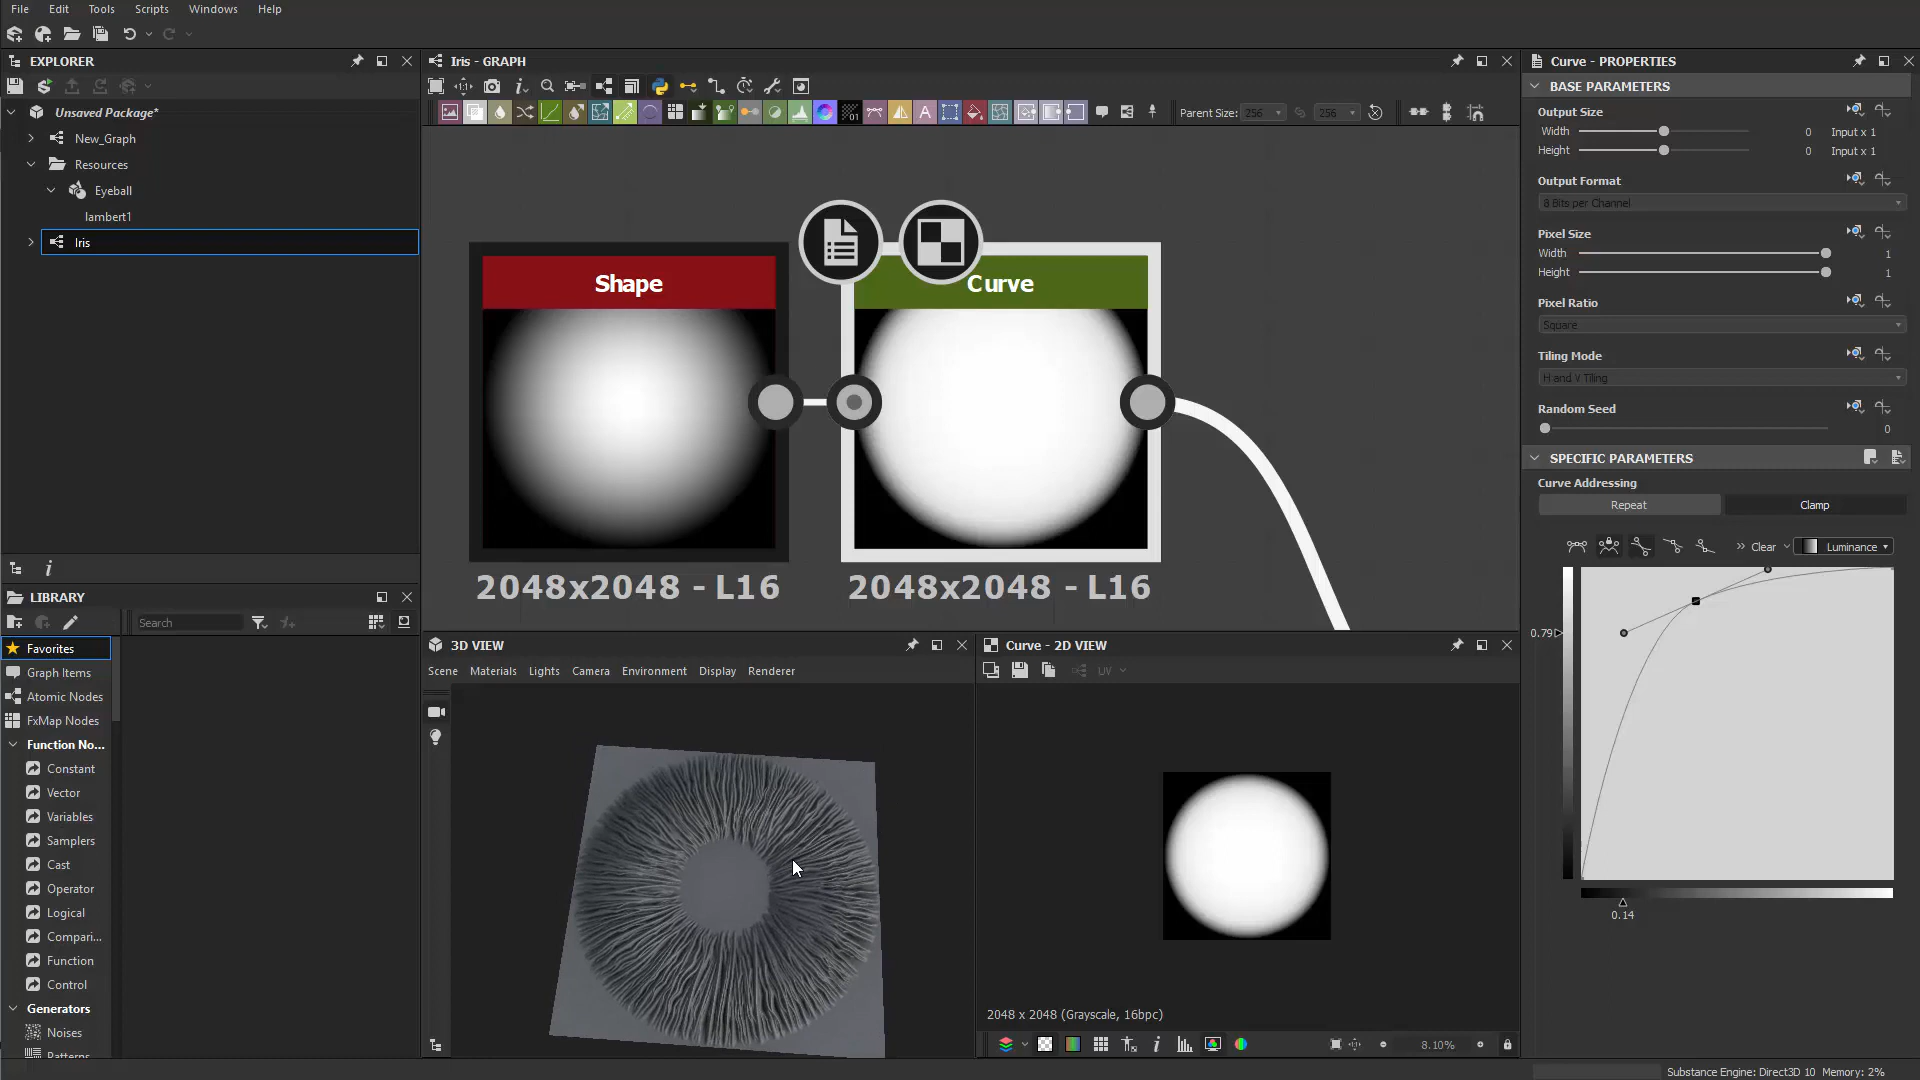 File Edit Tools Scripts Windows Help
EXPLORER
Unsaved Package*
New_Graph
Resources
Eyeball
lambert1
Iris
LIBRARY
Search
Favorites
Graph Items
Atomic Nodes
FxMap Nodes
Function No...
Constant
Vector
Variables
Samplers
Cast
Operator
Logical
Compari...
Function
Control
Generators
Noises
Patterns
Iris - GRAPH
Parent Size: 256 256
Shape
Curve
2048x2048 - L16
2048x2048 - L16
3D VIEW
Scene Materials Lights Camera Environment Display Renderer
Curve - 2D VIEW
UV
2048 x 2048 (Grayscale, 16bpc)
8.10%
Curve - PROPERTIES
BASE PARAMETERS
Output Size
Width 0 Input x 1
Height 0 Input x 1
Output Format
8 Bits per Channel
Pixel Size
Width 1
Height 1
Pixel Ratio
Square
Tiling Mode
H and V Tiling
Random Seed
0
SPECIFIC PARAMETERS
Curve Addressing
Repeat Clamp
Clear Luminance
0.79
0.14
Substance Engine: Direct3D 10 Memory: 2%